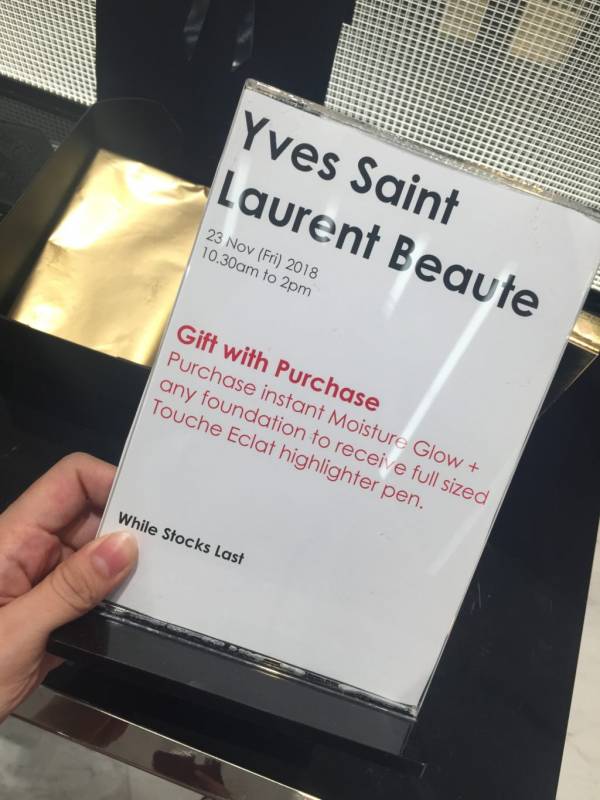 Yves Saint
Laurent Beaute
23 Nov (Fri) 2018
10.30am to 2pm
Gift with Purchase
Purchase instant Moisture Glow +
any foundation to receive full sized
Touche Eclat highlighter pen.
While Stocks Last